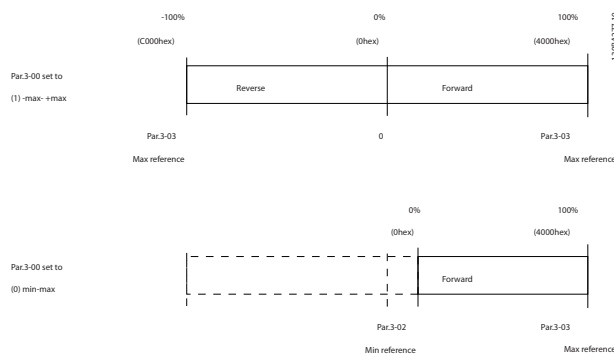 -100% 0% 100%
(C000hex) (0hex) (4000hex)
Par.3-00 set to
(1) -max- +max
Reverse Forward
Par.3-03 0 Par.3-03
Max reference Max reference
0% 100%
(0hex) (4000hex)
Par.3-00 set to
(0) min-max
Forward
Par.3-02 Par.3-03
Min reference Max reference